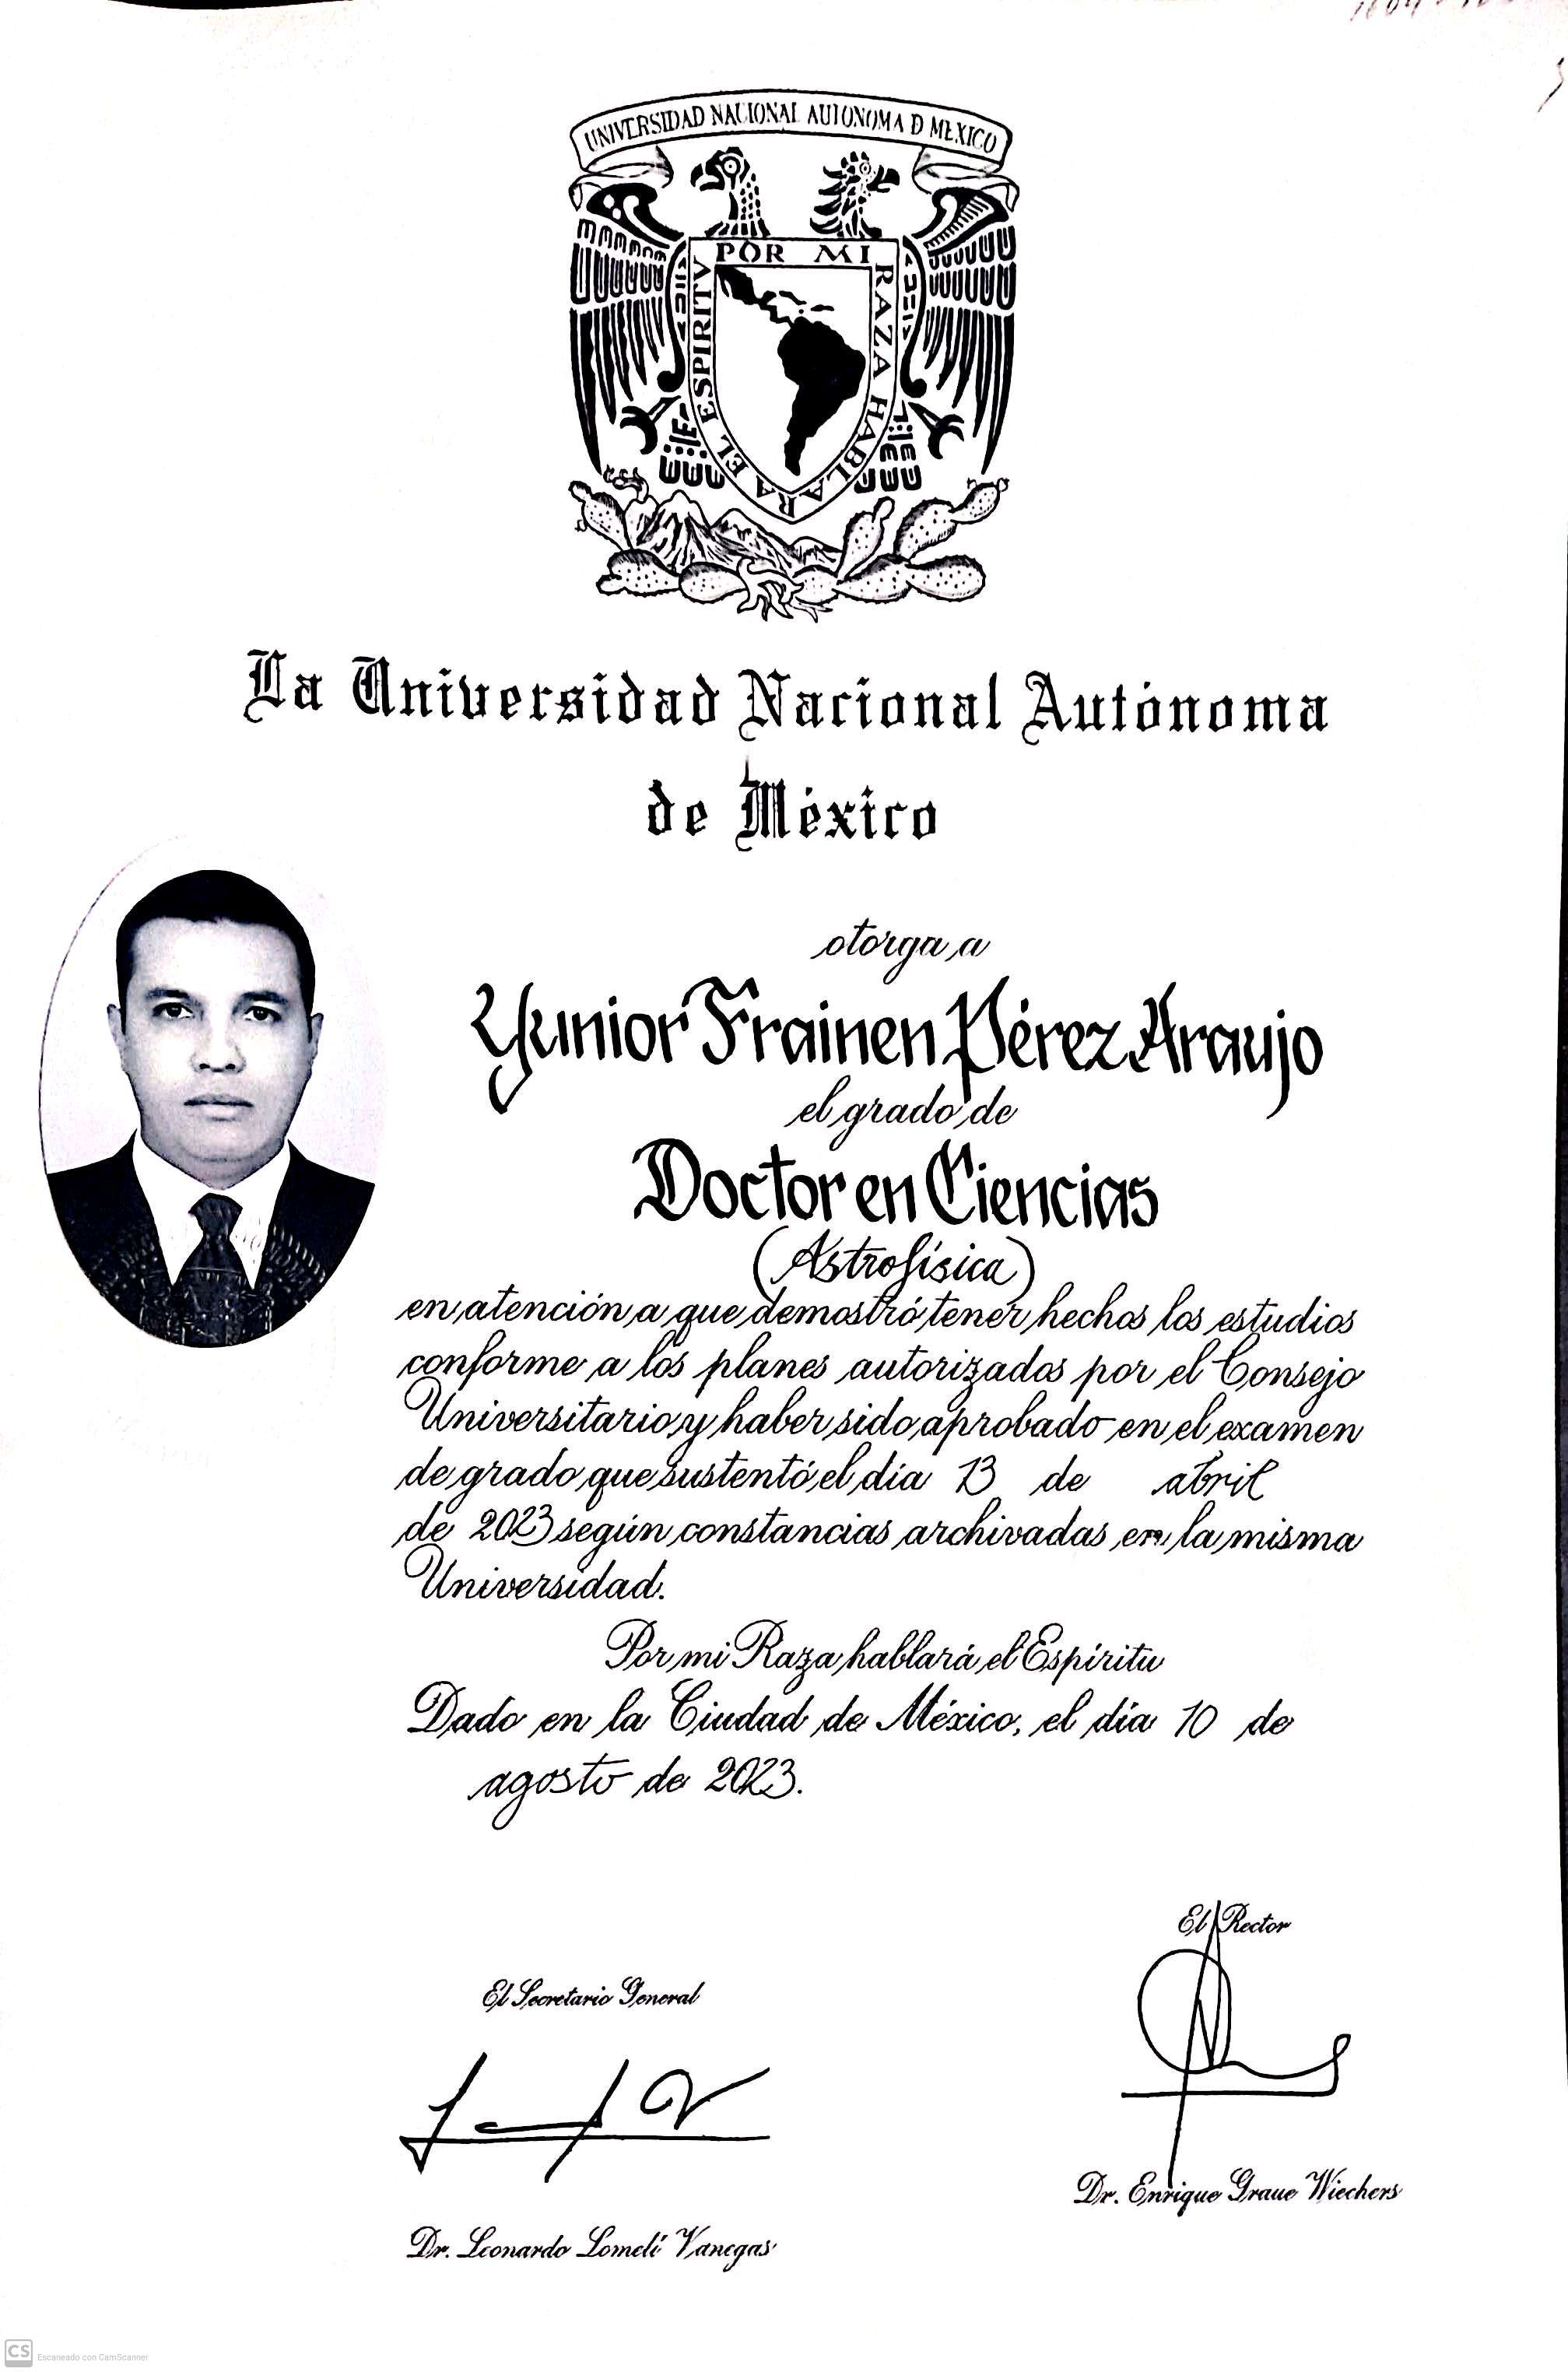 UNIVERSIDAD NACIONAL AUTONOMA D MEXICO
POR MI RAZA HABLARA EL ESPIRITV
La Universidad Nacional Autónoma
de México
otorga a
Yunior Frainen Pérez Araujo
el grado de
Doctor en Ciencias
(Astrofísica)
en atención a que demostró tener hechos los estudios
conforme a los planes autorizados por el Consejo
Universitario y haber sido aprobado en el examen
de grado que sustentó el día 13 de abril
de 2023 según constancias archivadas en la misma
Universidad.
Por mi Raza hablará el Espíritu
Dado en la Ciudad de México, el día 10 de
agosto de 2023.
El Rector
El Secretario General
Dr. Enrique Graue Wiechers
Dr. Leonardo Lomelí Vanegas
CS Escaneado con CamScanner